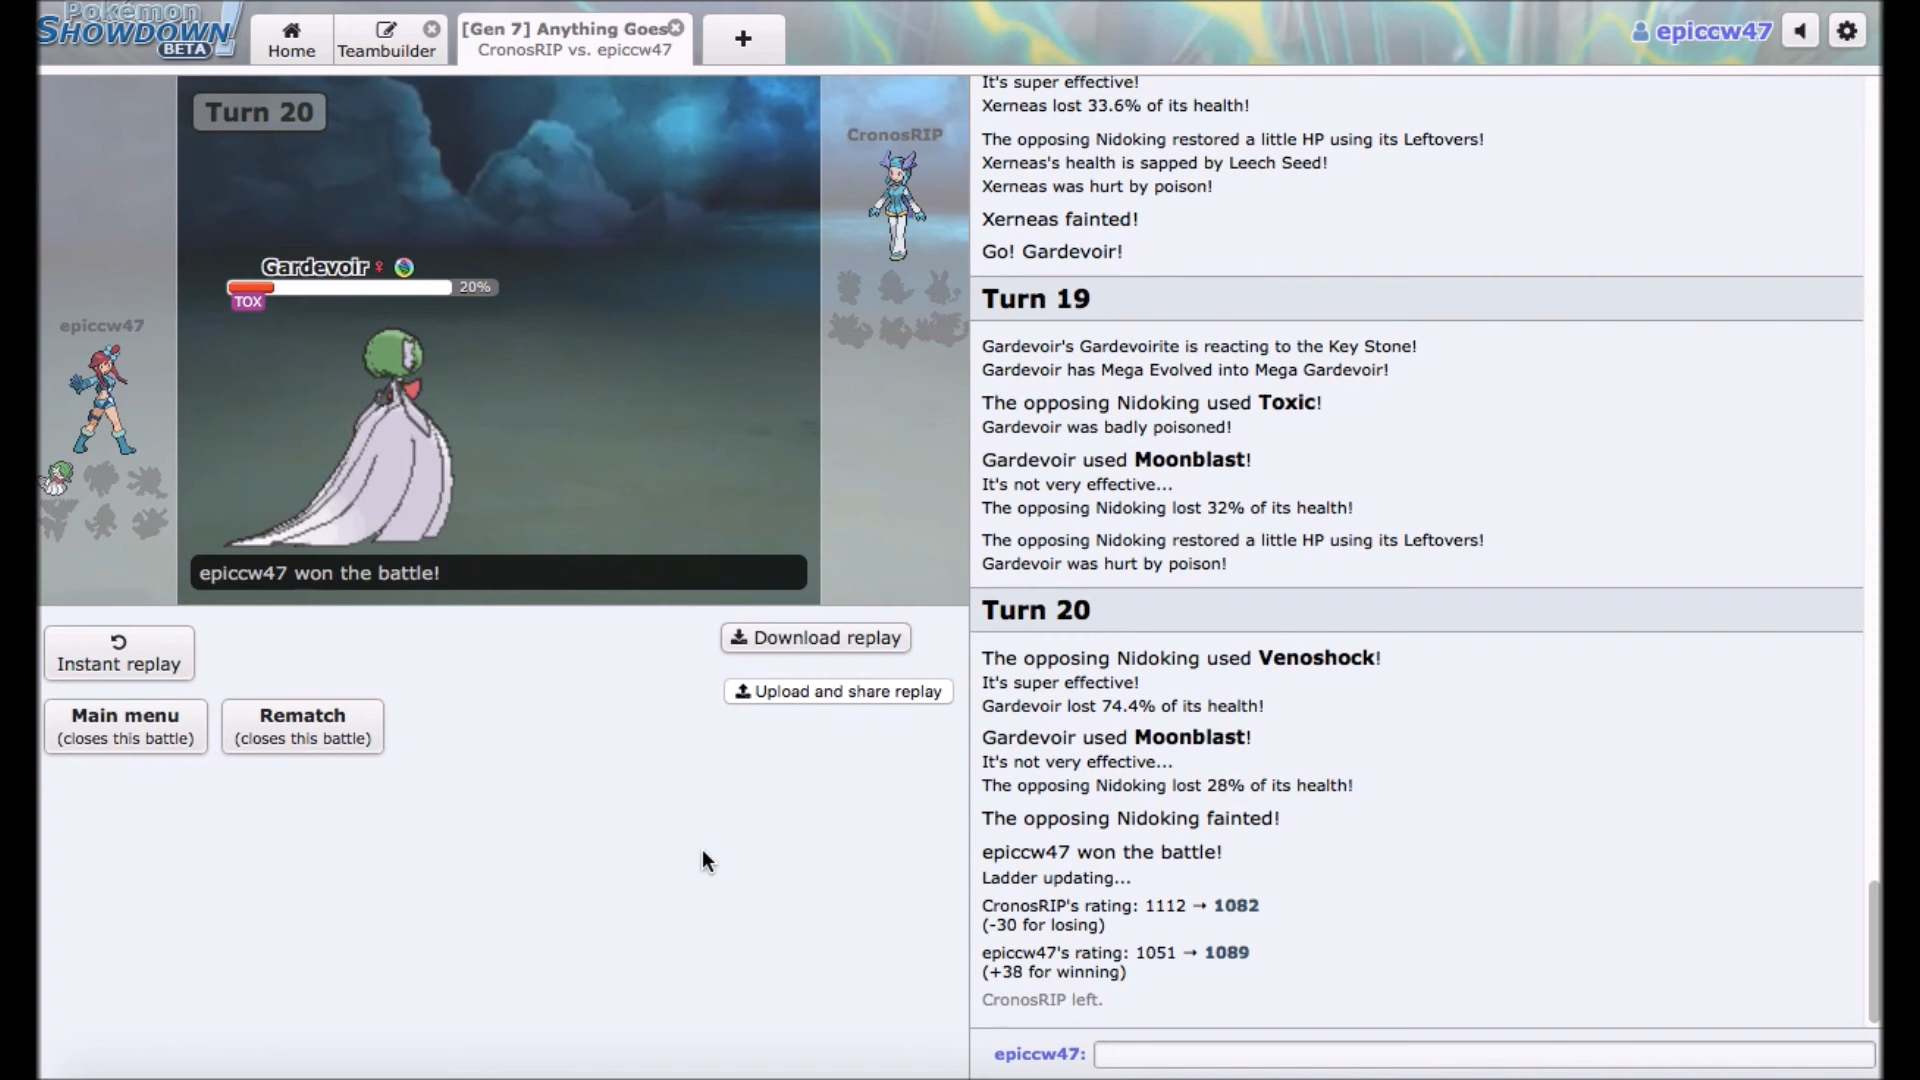 Pokémon
SHOWDOWN!
BETA
Home
Teambuilder
[Gen 7] Anything Goes
CronosRIP vs. epiccw47
+
epiccw47
Turn 20
CronosRIP
Gardevoir ♀
20%
TOX
epiccw47
epiccw47 won the battle!
Instant replay
Download replay
Upload and share replay
Main menu
(closes this battle)
Rematch
(closes this battle)
It's super effective!
Xerneas lost 33.6% of its health!
The opposing Nidoking restored a little HP using its Leftovers!
Xerneas's health is sapped by Leech Seed!
Xerneas was hurt by poison!
Xerneas fainted!
Go! Gardevoir!
Turn 19
Gardevoir's Gardevoirite is reacting to the Key Stone!
Gardevoir has Mega Evolved into Mega Gardevoir!
The opposing Nidoking used Toxic!
Gardevoir was badly poisoned!
Gardevoir used Moonblast!
It's not very effective...
The opposing Nidoking lost 32% of its health!
The opposing Nidoking restored a little HP using its Leftovers!
Gardevoir was hurt by poison!
Turn 20
The opposing Nidoking used Venoshock!
It's super effective!
Gardevoir lost 74.4% of its health!
Gardevoir used Moonblast!
It's not very effective...
The opposing Nidoking lost 28% of its health!
The opposing Nidoking fainted!
epiccw47 won the battle!
Ladder updating...
CronosRIP's rating: 1112 → 1082
(-30 for losing)
epiccw47's rating: 1051 → 1089
(+38 for winning)
CronosRIP left.
epiccw47: